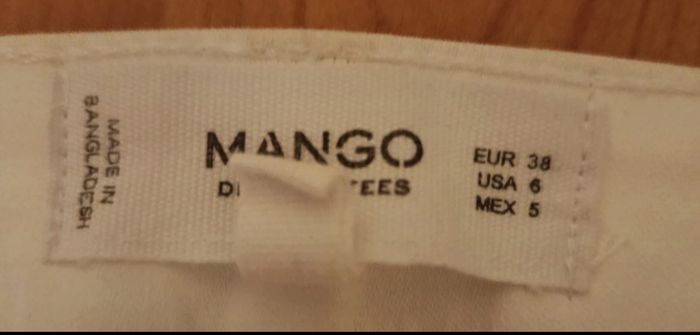 MADE IN
BANGLADESH
MANGO
EUR 38
USA 6
MEX 5